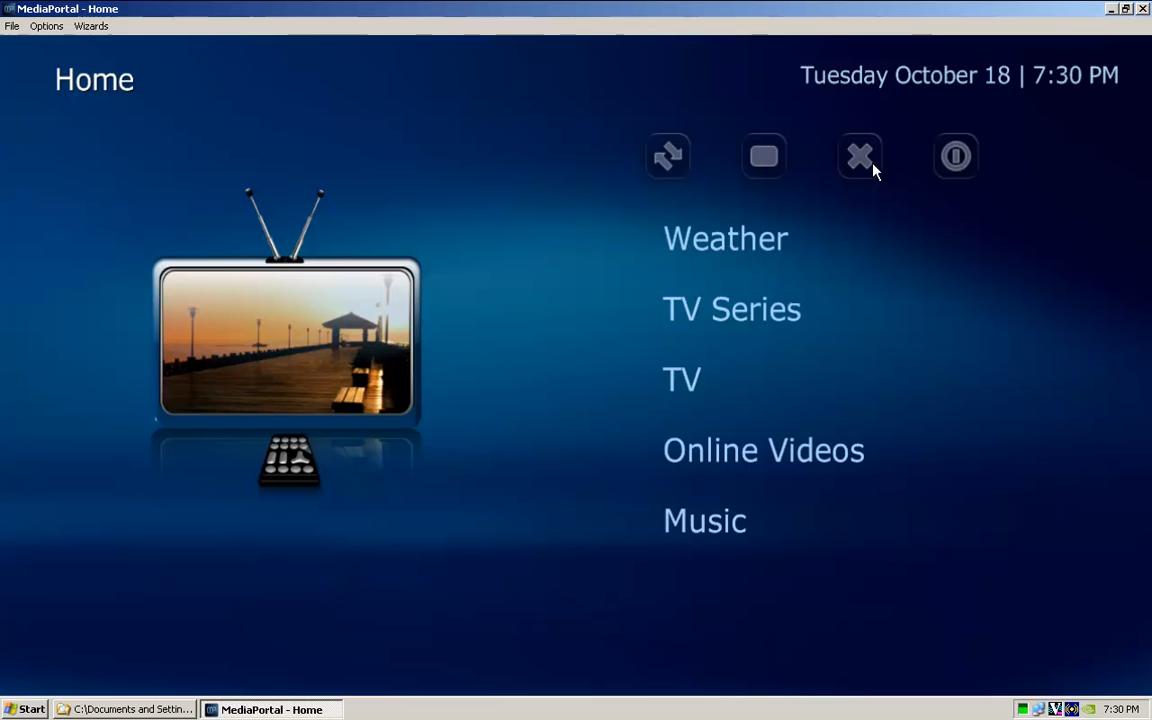 MediaPortal - Home
File Options Wizards
Home
Tuesday October 18 | 7:30 PM
Weather
TV Series
TV
Online Videos
Music
Start
C:\Documents and Settin...
MediaPortal - Home
7:30 PM